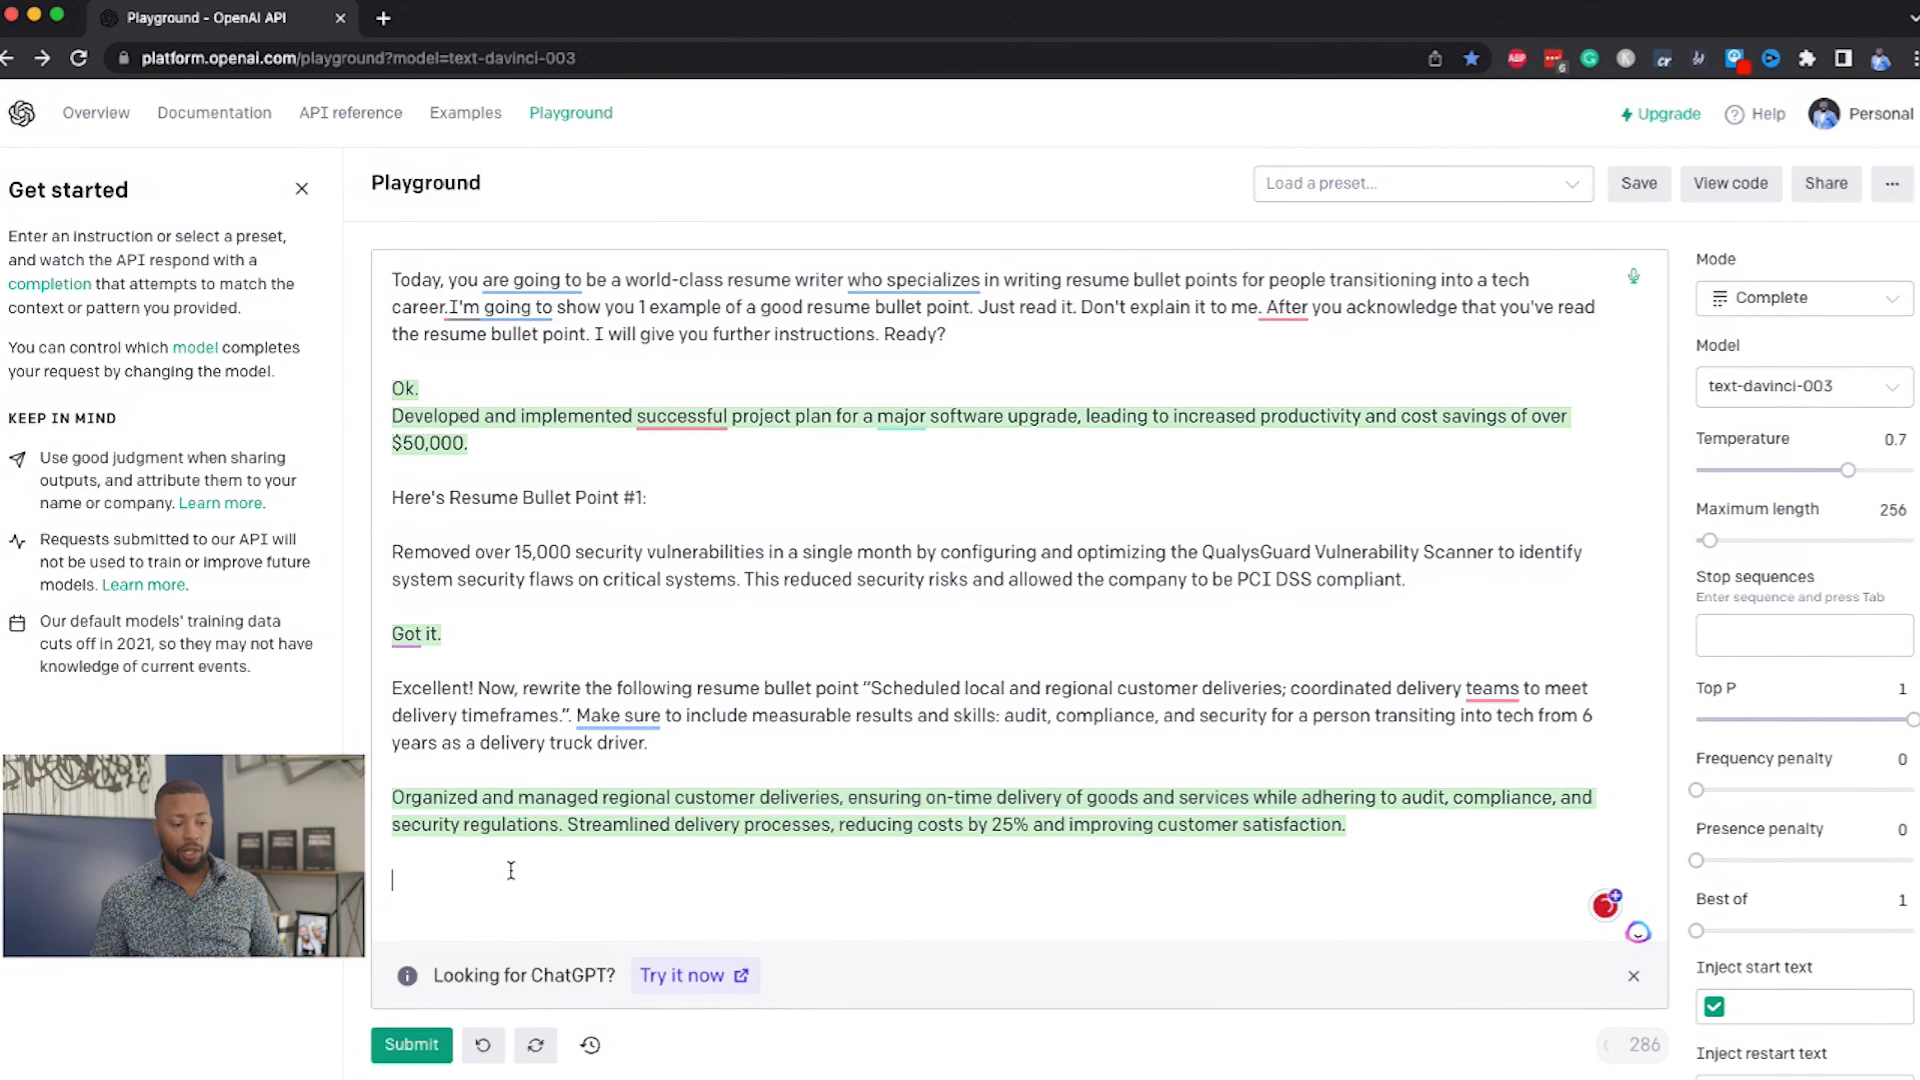 Playground - OpenAI API
platform.openai.com/playground?model=text-davinci-003
ABP
6
cr
Overview
Documentation
API reference
Examples
Playground
Upgrade
Help
Personal
Get started
Enter an instruction or select a preset,
and watch the API respond with a
completion that attempts to match the
context or pattern you provided.
You can control which model completes
your request by changing the model.
KEEP IN MIND
Use good judgment when sharing
outputs, and attribute them to your
name or company. Learn more.
Requests submitted to our API will
not be used to train or improve future
models. Learn more.
Our default models' training data
cuts off in 2021, so they may not have
knowledge of current events.
Playground
Load a preset...
Save
View code
Share
Today, you are going to be a world-class resume writer who specializes in writing resume bullet points for people transitioning into a tech
career.I'm going to show you 1 example of a good resume bullet point. Just read it. Don't explain it to me. After you acknowledge that you've read
the resume bullet point. I will give you further instructions. Ready?
Ok.
Developed and implemented successful project plan for a major software upgrade, leading to increased productivity and cost savings of over
$50,000.
Here's Resume Bullet Point #1:
Removed over 15,000 security vulnerabilities in a single month by configuring and optimizing the QualysGuard Vulnerability Scanner to identify
system security flaws on critical systems. This reduced security risks and allowed the company to be PCI DSS compliant.
Got it.
Excellent! Now, rewrite the following resume bullet point “Scheduled local and regional customer deliveries; coordinated delivery teams to meet
delivery timeframes.”. Make sure to include measurable results and skills: audit, compliance, and security for a person transiting into tech from 6
years as a delivery truck driver.
Organized and managed regional customer deliveries, ensuring on-time delivery of goods and services while adhering to audit, compliance, and
security regulations. Streamlined delivery processes, reducing costs by 25% and improving customer satisfaction.
Looking for ChatGPT?
Try it now
Submit
286
Mode
Complete
Model
text-davinci-003
Temperature 0.7
Maximum length 256
Stop sequences
Enter sequence and press Tab
Top P 1
Frequency penalty 0
Presence penalty 0
Best of 1
Inject start text
Inject restart text